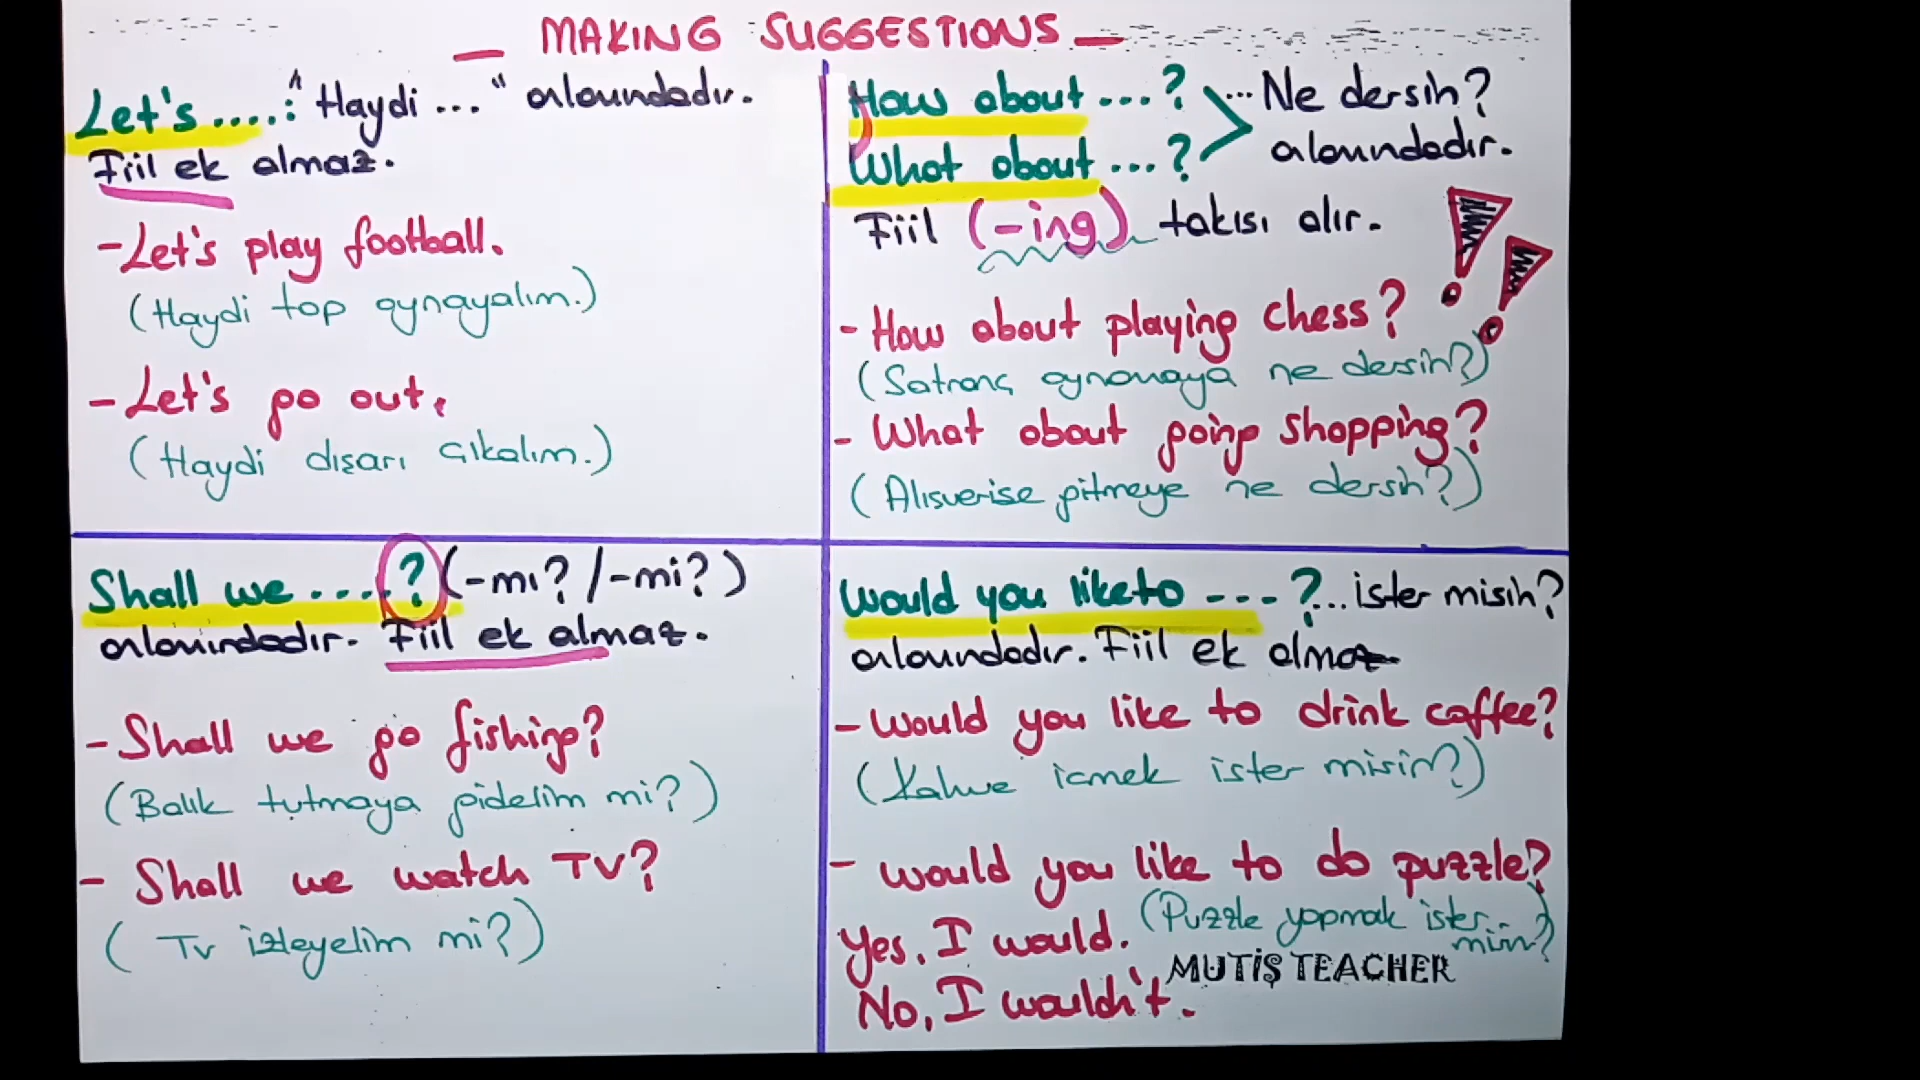 MAKING SUGGESTIONS
Let's ....: "Haydi ..." anlamındadır.
Fiil ek almaz.
- Let's play football.
(Haydi top oynayalım.)
- Let's go out.
(Haydi dışarı çıkalım.)
How about ...?
What about ...?
... Ne dersin?
anlamındadır.
Fiil (-ing) takısı alır.
- How about playing chess?
(Satranç oynamaya ne dersin?)
- What about going shopping?
(Alısverise gitmeye ne dersin?)
Shall we ....? (-mı? / -mi?)
anlamındadır. Fiil ek almaz.
- Shall we go fishing?
(Balık tutmaya gidelim mi?)
- Shall we watch TV?
(Tv izleyelim mi?)
Would you like to ---? ... ister misin?
anlamındadır. Fiil ek almaz
- Would you like to drink coffee?
(Kahve icmek ister misin?)
- Would you like to do puzzle?
(Puzzle yapmak ister..
misin?)
Yes, I would.
No, I wouldn't.
MUTİŞ TEACHER